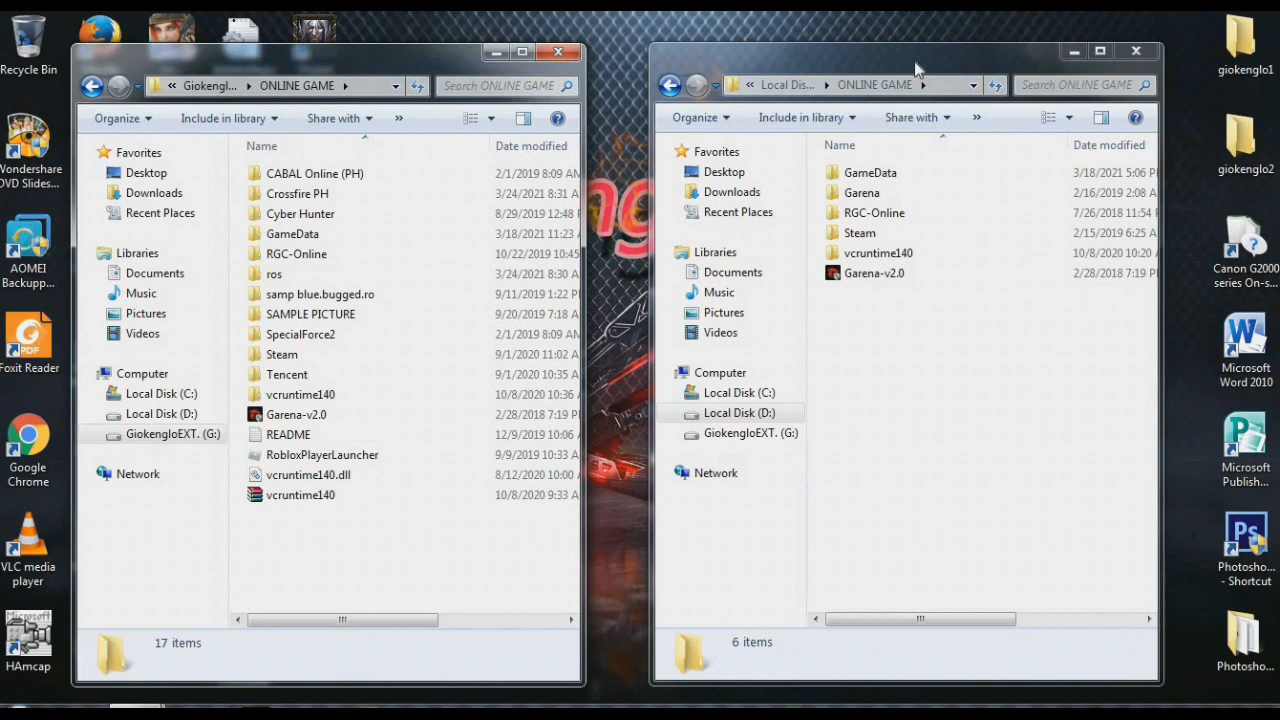 Recycle Bin
Wondershare
DVD Slides...
AOMEI
Backupp...
Foxit Reader
Google
Chrome
VLC media
player
HAmcap
« Giokengl... ONLINE GAME
Search ONLINE GAME
Organize Include in library Share with »
Name Date modified
Favorites
Desktop
Downloads
Recent Places
Libraries
Documents
Music
Pictures
Videos
Computer
Local Disk (C:)
Local Disk (D:)
GiokengloEXT. (G:)
Network
CABAL Online (PH) 2/1/2019 8:09 AM
Crossfire PH 3/24/2021 8:31 A
Cyber Hunter 8/29/2019 12:48
GameData 3/18/2021 11:23
RGC-Online 10/22/2019 10:45
ros 3/24/2021 8:30 A
samp blue.bugged.ro 9/11/2019 1:22 P
SAMPLE PICTURE 9/20/2019 7:18 A
SpecialForce2 2/1/2019 8:09 AM
Steam 9/1/2020 11:02 A
Tencent 9/1/2020 10:35 A
vcruntime140 10/8/2020 10:36
Garena-v2.0 2/28/2018 7:19 P
README 12/9/2019 10:06
RobloxPlayerLauncher 9/9/2019 10:33 A
vcruntime140.dll 8/12/2020 10:00
vcruntime140 10/8/2020 9:33 A
17 items
« Local Dis... ONLINE GAME
Search ONLINE GAME
Organize Include in library Share with »
Name Date modified
Favorites
Desktop
Downloads
Recent Places
Libraries
Documents
Music
Pictures
Videos
Computer
Local Disk (C:)
Local Disk (D:)
GiokengloEXT. (G:)
Network
GameData 3/18/2021 5:06 P
Garena 2/16/2019 2:08 A
RGC-Online 7/26/2018 11:54
Steam 2/15/2019 6:25
vcruntime140 10/8/2020 10:20
Garena-v2.0 2/28/2018 7:19 P
6 items
giokenglo1
giokenglo2
Canon G2000
series On-s...
Microsoft
Word 2010
Microsoft
Publish...
Photosho...
- Shortcut
Photosho...